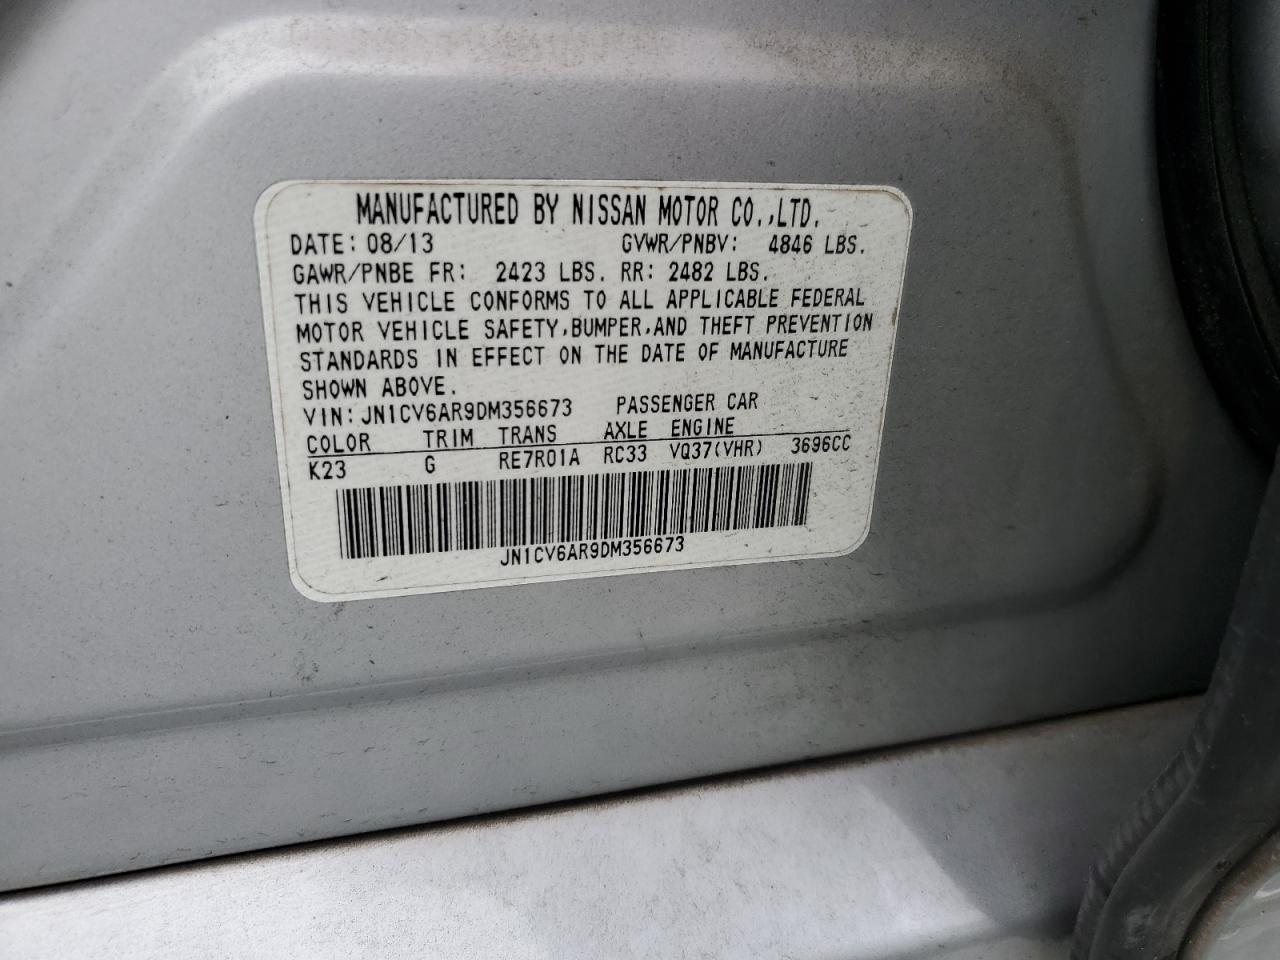 MANUFACTURED BY NISSAN MOTOR CO.,LTD.
DATE: 08/13 GVWR/PNBV: 4846 LBS.
GAWR/PNBE FR: 2423 LBS. RR: 2482 LBS.
THIS VEHICLE CONFORMS TO ALL APPLICABLE FEDERAL
MOTOR VEHICLE SAFETY,BUMPER,AND THEFT PREVENTION
STANDARDS IN EFFECT ON THE DATE OF MANUFACTURE
SHOWN ABOVE.
VIN: JN1CV6AR9DM356673 PASSENGER CAR
COLOR TRIM TRANS AXLE ENGINE
K23 G RE7R01A RC33 VQ37(VHR) 3696CC
JN1CV6AR9DM356673